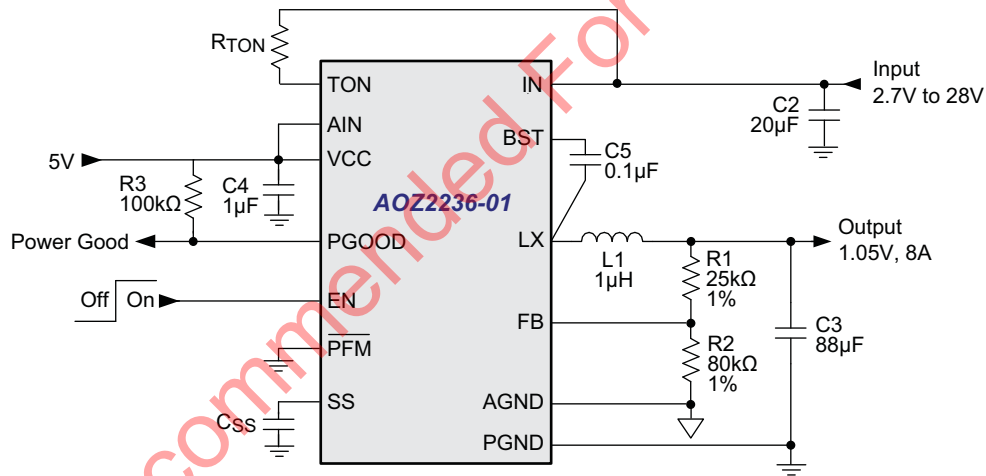 RTON
TON
IN
Input
2.7V to 28V
C2
20µF
AIN
BST
5V
VCC
C5
0.1µF
R3
100kΩ
C4
1µF
AOZ2236-01
Power Good
PGOOD
LX
L1
1µH
Output
1.05V, 8A
R1
25kΩ
1%
Off
On
EN
FB
C3
88µF
PFM
R2
80kΩ
1%
SS
CSS
AGND
PGND
commended For